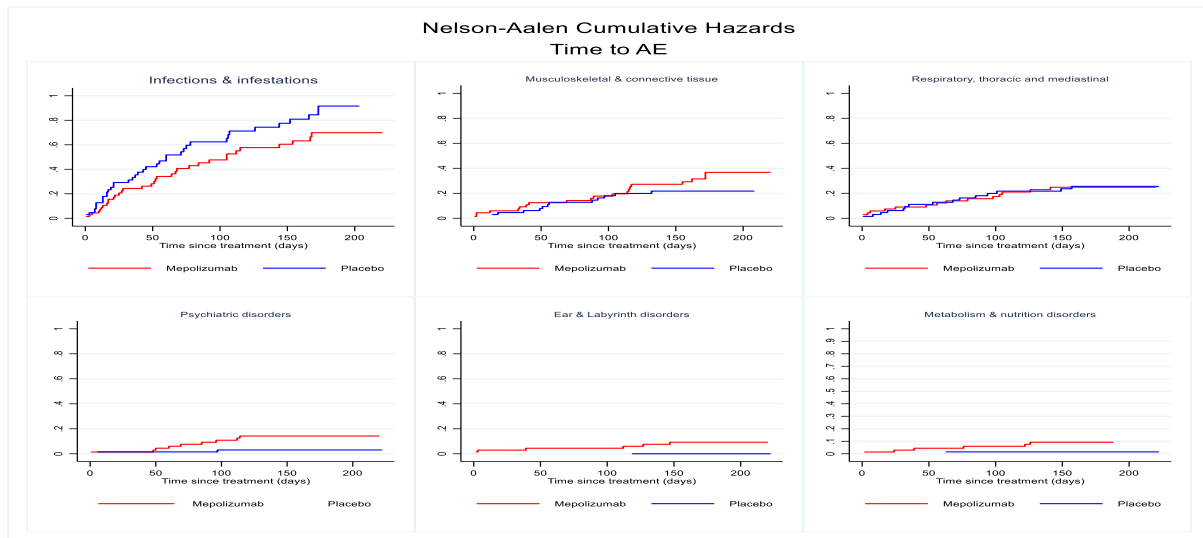 Nelson-Aalen Cumulative Hazards
Time to AE
Infections & infestations
1
.8
.6
.4
.2
0
0 50 100 150 200
Time since treatment (days)
Mepolizumab Placebo
Musculoskeletal & connective tissue
1
.8
.6
.4
.2
0
0 50 100 150 200
Time since treatment (days)
Mepolizumab Placebo
Respiratory, thoracic and mediastinal
1
.8
.6
.4
.2
0
0 50 100 150 200
Time since treatment (days)
Mepolizumab Placebo
Psychiatric disorders
1
.8
.6
.4
.2
0
0 50 100 150 200
Time since treatment (days)
Mepolizumab Placebo
Ear & Labyrinth disorders
1
.8
.6
.4
.2
0
0 50 100 150 200
Time since treatment (days)
Mepolizumab Placebo
Metabolism & nutrition disorders
1
.9
.8
.7
.6
.5
.4
.3
.2
.1
0
0 50 100 150 200
Time since treatment (days)
Mepolizumab Placebo